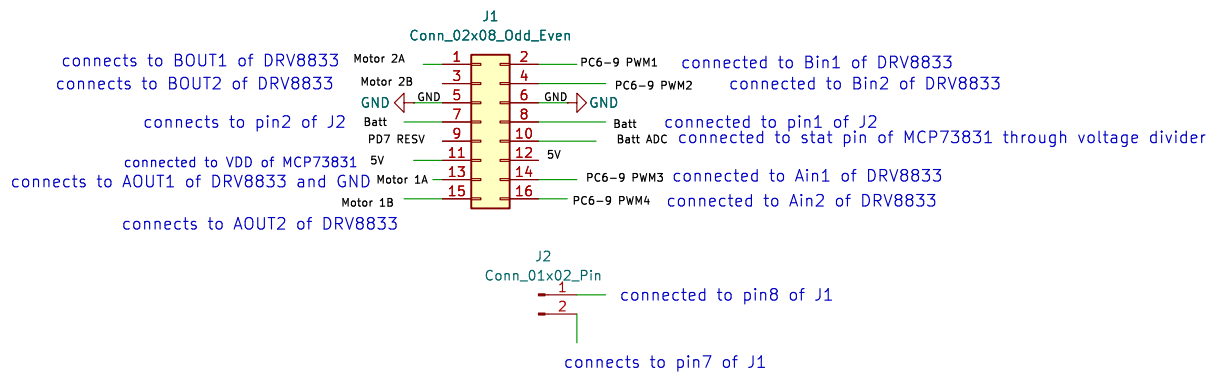 J1
Conn_02x08_Odd_Even
connects to BOUT1 of DRV8833 Motor 2A 1 2 PC6-9 PWM1 connected to Bin1 of DRV8833
connects to BOUT2 of DRV8833 Motor 2B 3 4 PC6-9 PWM2 connected to Bin2 of DRV8833
GND GND 5 6 GND GND
connects to pin2 of J2 Batt 7 8 Batt connected to pin1 of J2
PD7 RESV 9 10 Batt ADC connected to stat pin of MCP73831 through voltage divider
connected to VDD of MCP73831 5V 11 12 5V
connects to AOUT1 of DRV8833 and GND Motor 1A 13 14 PC6-9 PWM3 connected to Ain1 of DRV8833
Motor 1B 15 16 PC6-9 PWM4 connected to Ain2 of DRV8833
connects to AOUT2 of DRV8833
J2
Conn_01x02_Pin
1 connected to pin8 of J1
2
connects to pin7 of J1